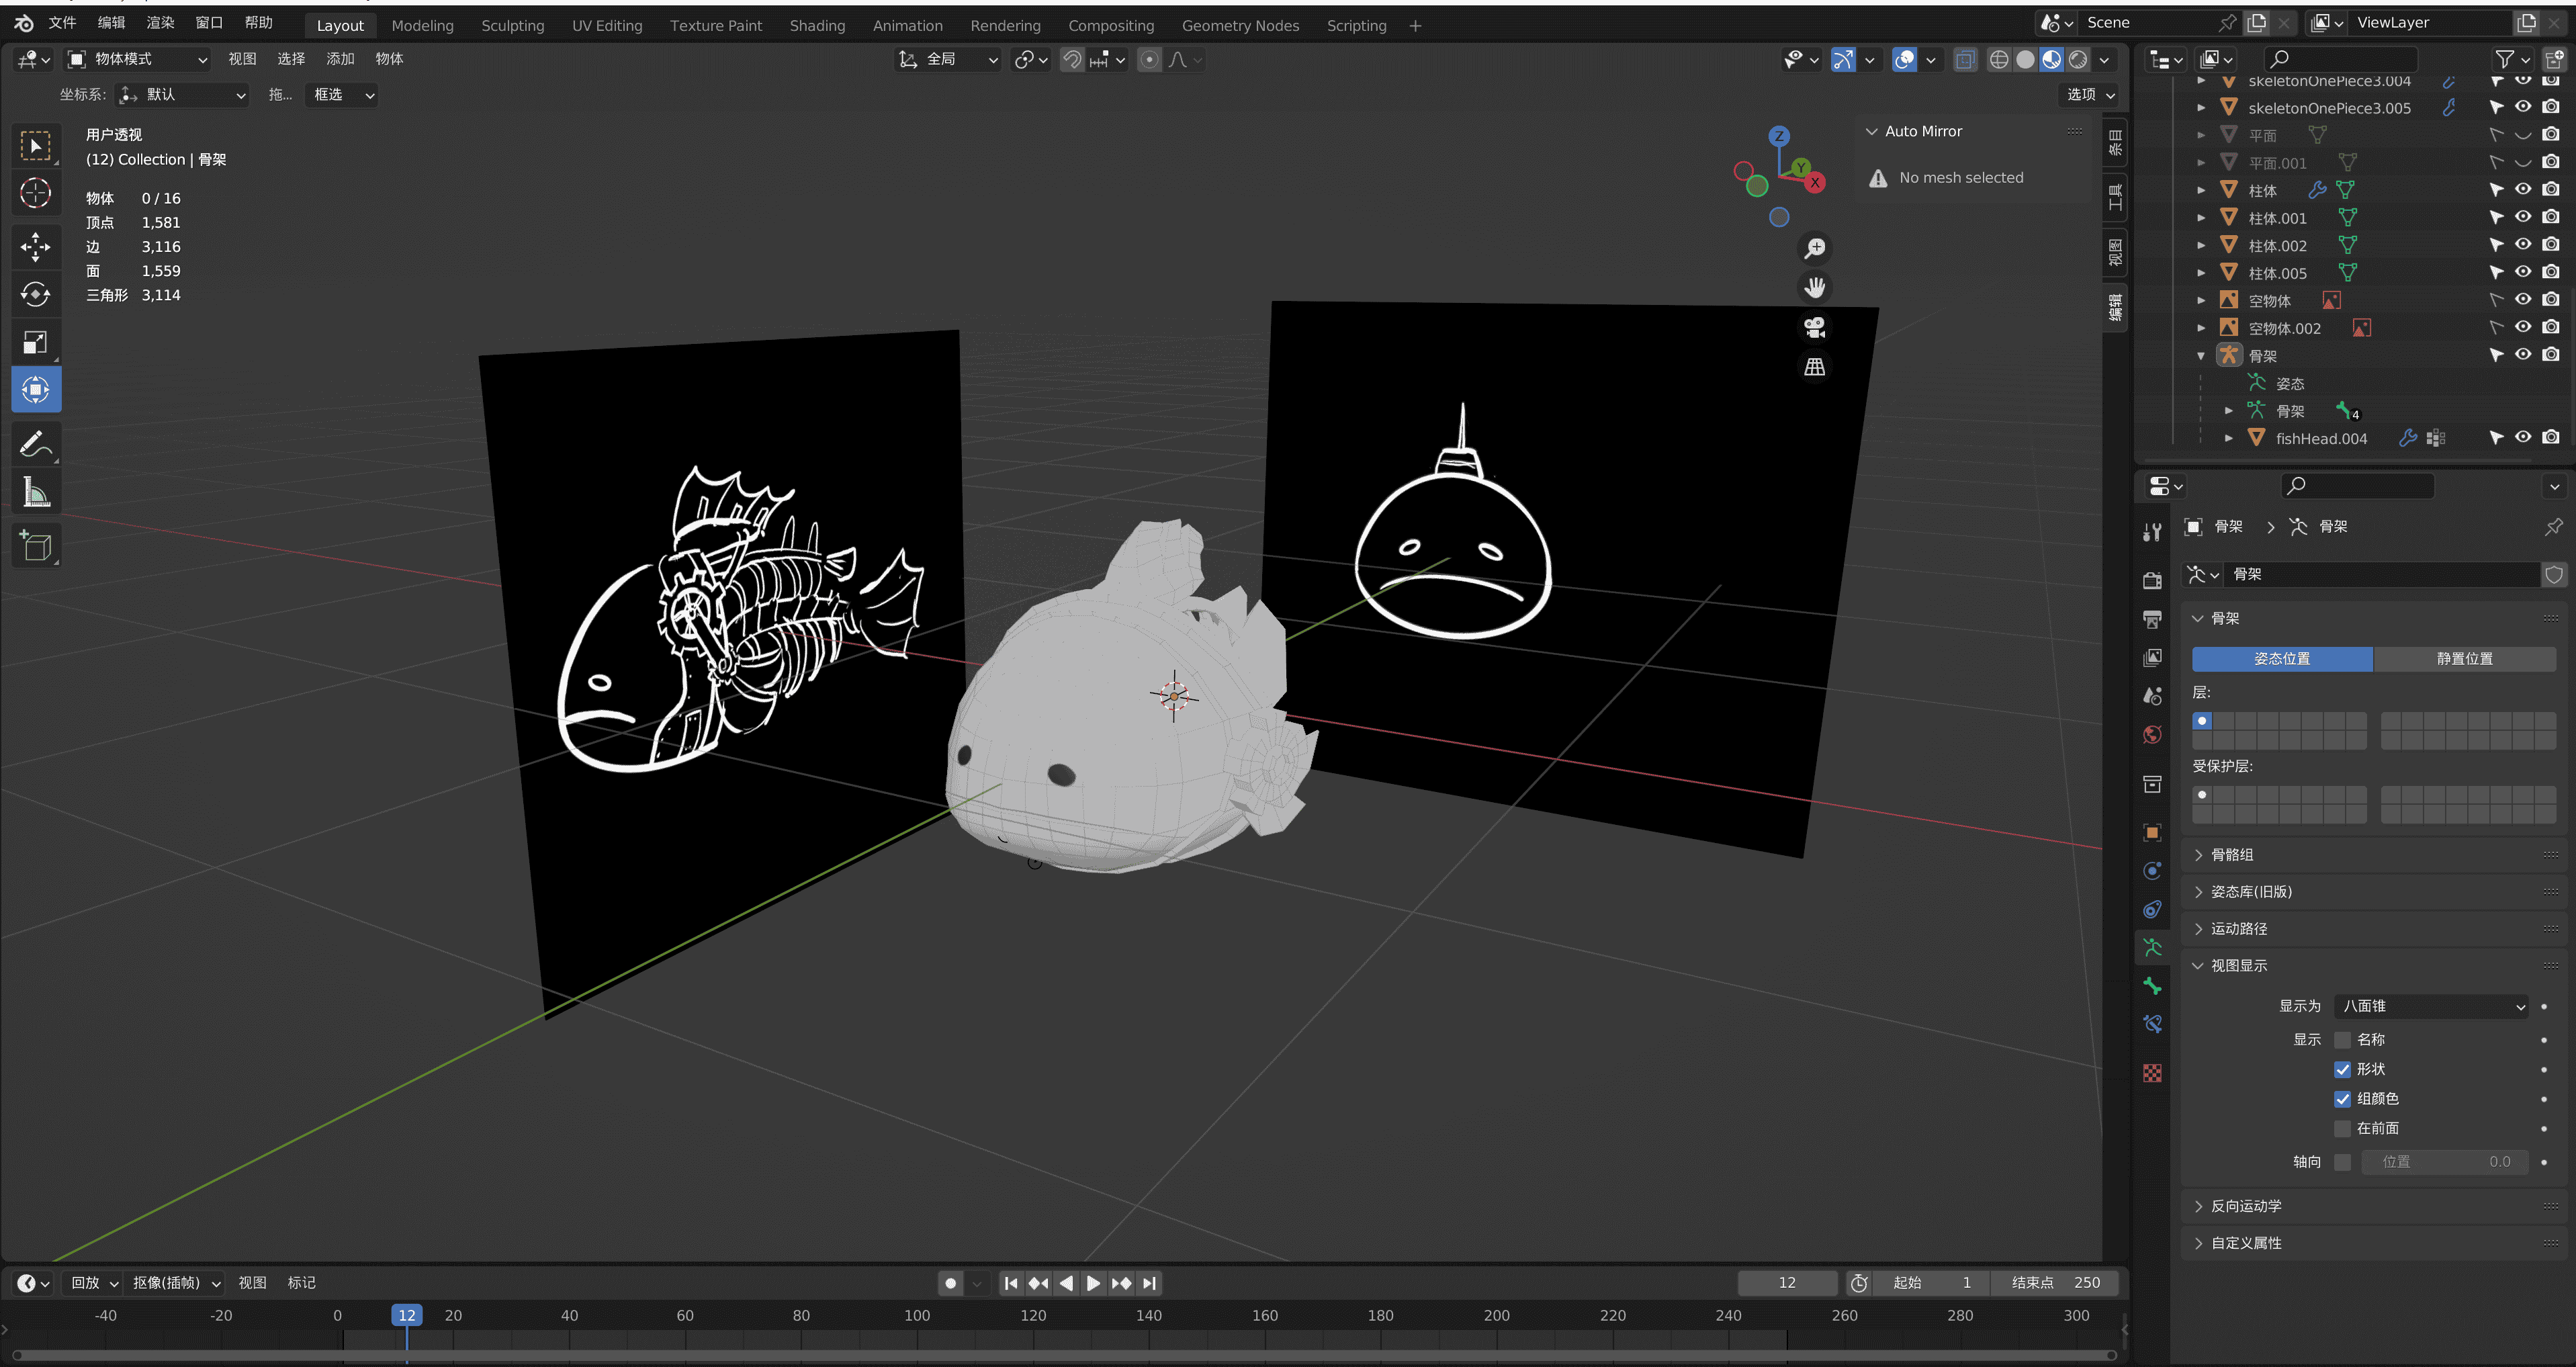 文件 编辑 渲染 窗口 帮助 Layout Modeling Sculpting UV Editing Texture Paint Shading Animation Rendering Compositing Geometry Nodes Scripting + Scene ViewLayer
物体模式 视图 选择 添加 物体 全局
坐标系: 默认 拖... 框选 选项
用户透视
(12) Collection | 骨架
物体 0 / 16
顶点 1,581
边 3,116
面 1,559
三角形 3,114
Z
Y
X
Auto Mirror
No mesh selected
条目
工具
视图
编辑
skeletonOnePiece3.004
skeletonOnePiece3.005
平面
平面.001
柱体
柱体.001
柱体.002
柱体.005
空物体
空物体.002
骨架
姿态
骨架 4
fishHead.004
骨架 骨架
骨架
骨架
姿态位置 静置位置
层:
受保护层:
骨骼组
姿态库(旧版)
运动路径
视图显示
显示为 八面锥
显示 名称
形状
组颜色
在前面
轴向 位置 0.0
反向运动学
自定义属性
回放 抠像(插帧) 视图 标记 12 起始 1 结束点 250
-40 -20 0 12 20 40 60 80 100 120 140 160 180 200 220 240 260 280 300